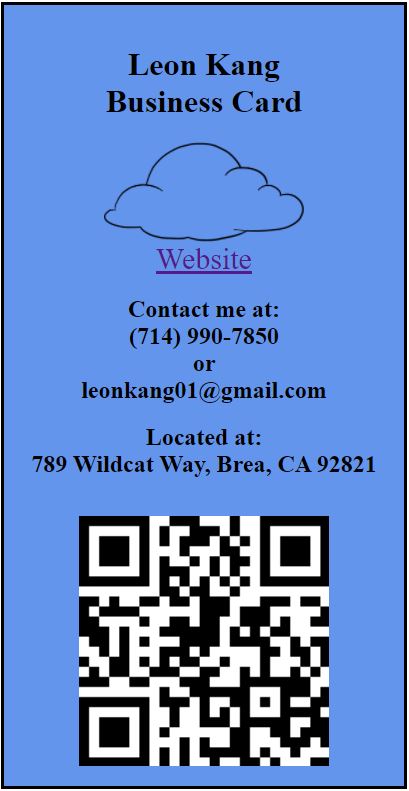 Leon Kang
Business Card
Website
Contact me at:
(714) 990-7850
or
leonkang01@gmail.com
Located at:
789 Wildcat Way, Brea, CA 92821